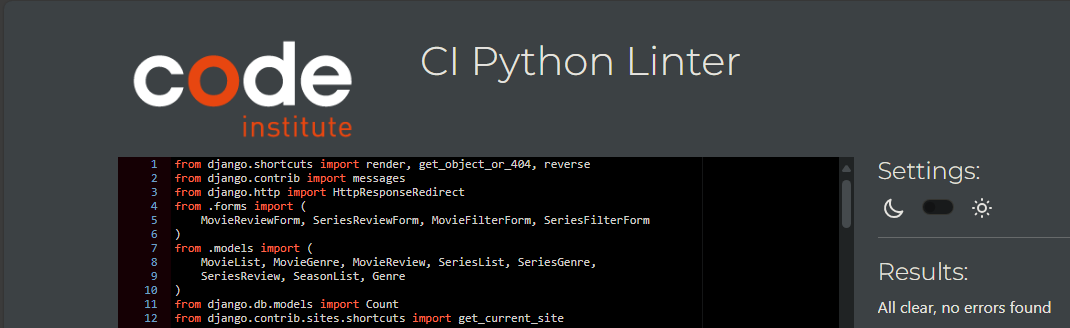 code
institute
CI Python Linter
1 from django.shortcuts import render, get_object_or_404, reverse
2 from django.contrib import messages
3 from django.http import HttpResponseRedirect
4 from .forms import (
5     MovieReviewForm, SeriesReviewForm, MovieFilterForm, SeriesFilterForm
6 )
7 from .models import (
8     MovieList, MovieGenre, MovieReview, SeriesList, SeriesGenre,
9     SeriesReview, SeasonList, Genre
10 )
11 from django.db.models import Count
12 from django.contrib.sites.shortcuts import get_current_site
Settings:
Results:
All clear, no errors found